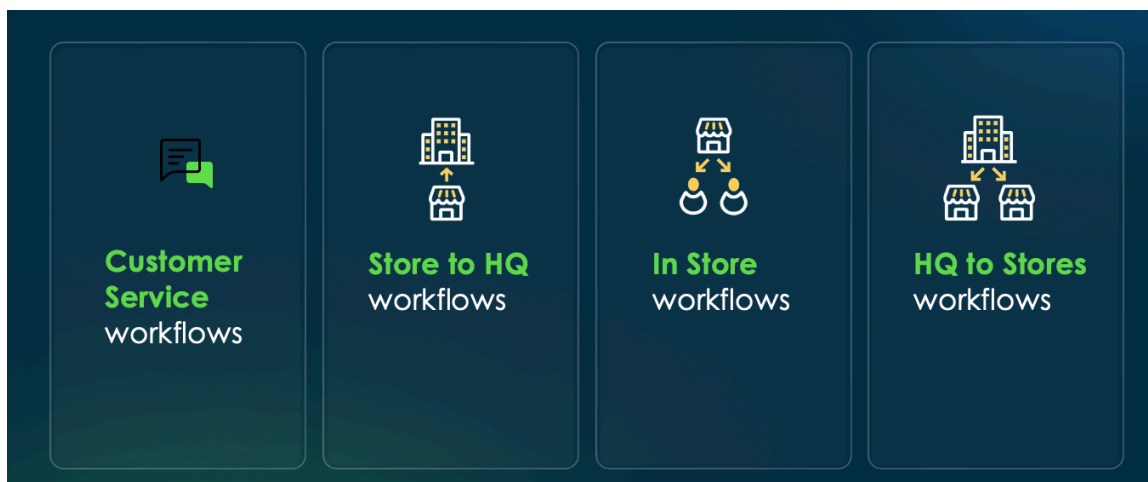 Customer
Service
workflows
Store to HQ
workflows
In Store
workflows
HQ to Stores
workflows